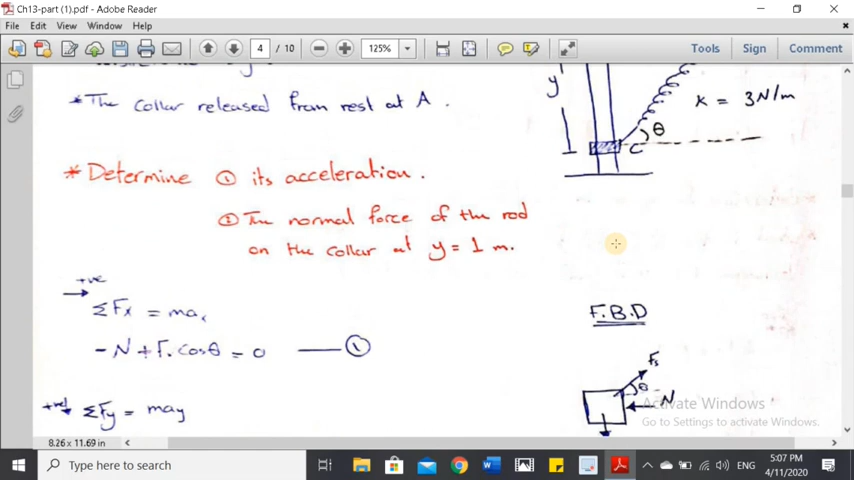 Ch13-part (1).pdf - Adobe Reader
File Edit View Window Help
4 / 10 125% Tools Sign Comment
*The collar released from rest at A.
y
K = 3 N/m
θ
C
*Determine ① its acceleration.
② The normal force of the rod
on the collar at y = 1 m.
+ve
ΣFx = max
-N + Fs cosθ = 0 ①
F.B.D
Fs
θ
N
+ve ΣFy = may
Activate Windows
Go to Settings to activate Windows.
8.26 x 11.69 in
Type here to search
ENG
5:07 PM
4/11/2020